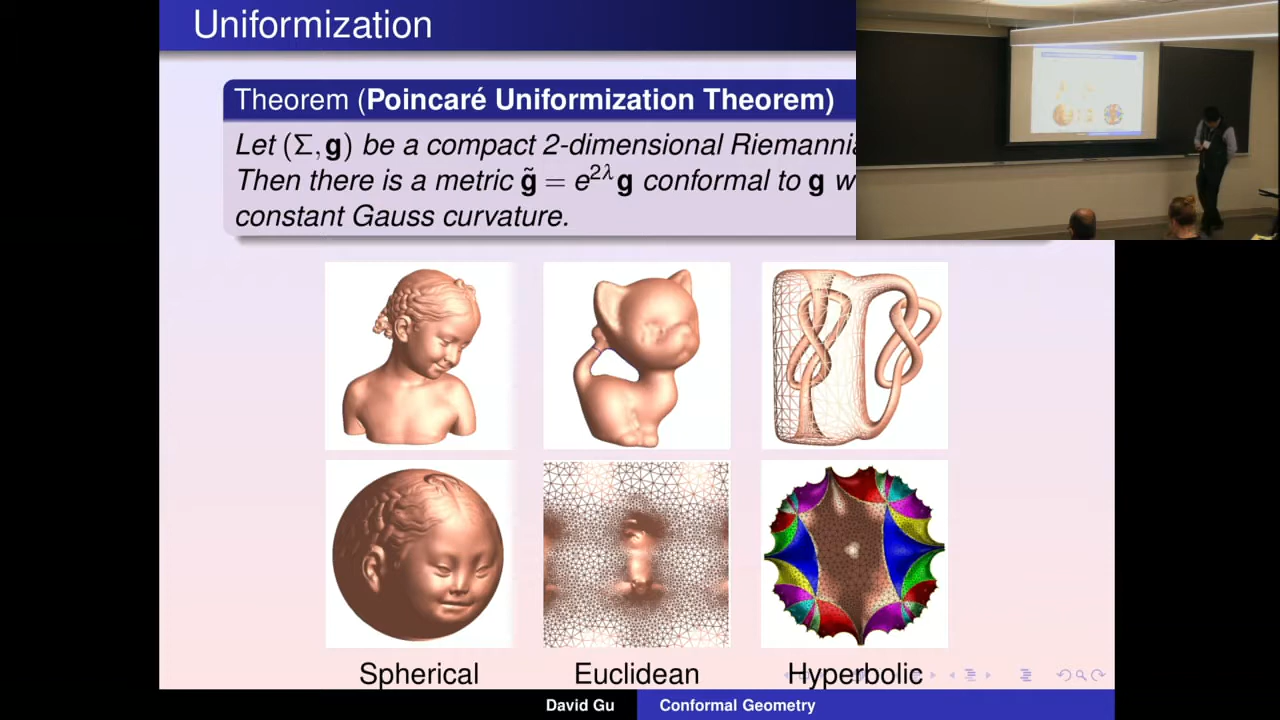 Uniformization
Theorem (Poincaré Uniformization Theorem)
Let (Σ, g) be a compact 2-dimensional
Then there is a metric g̃ = e^{2λ}g conformal to g
constant Gauss curvature.
Spherical Euclidean Hyperbolic
David Gu Conformal Geometry